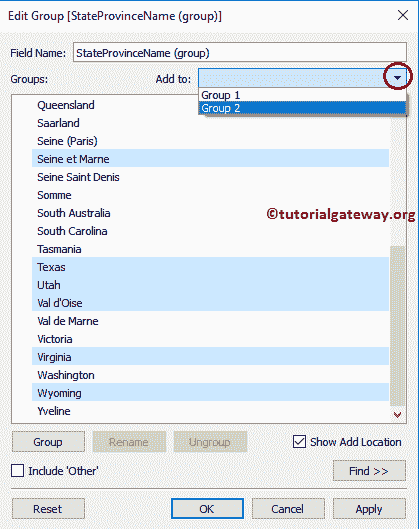 Edit Group [StateProvinceName (group)]
Field Name: StateProvinceName (group)
Groups: Add to:
Group 1
Group 2
Queensland
Saarland
Seine (Paris)
Seine et Marne
Seine Saint Denis
Somme
South Australia
South Carolina
©tutorialgateway.org
Tasmania
Texas
Utah
Val d'Oise
Val de Marne
Victoria
Virginia
Washington
Wyoming
Yveline
Group Rename Ungroup Show Add Location
Include 'Other' Find >>
Reset OK Cancel Apply